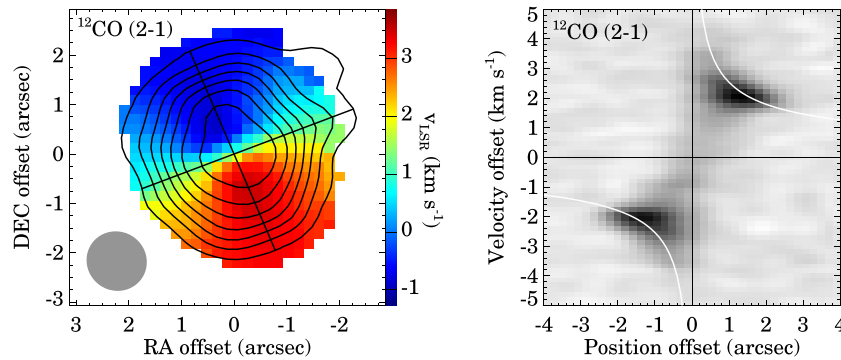 ¹²CO (2-1)
3
2
1
0
-1
-2
-3
DEC offset (arcsec)
3 2 1 0 -1 -2
RA offset (arcsec)
3
2
1
0
-1
v_LSR (km s⁻¹)
¹²CO (2-1)
5
4
3
2
1
0
-1
-2
-3
-4
-5
Velocity offset (km s⁻¹)
-4 -3 -2 -1 0 1 2 3 4
Position offset (arcsec)